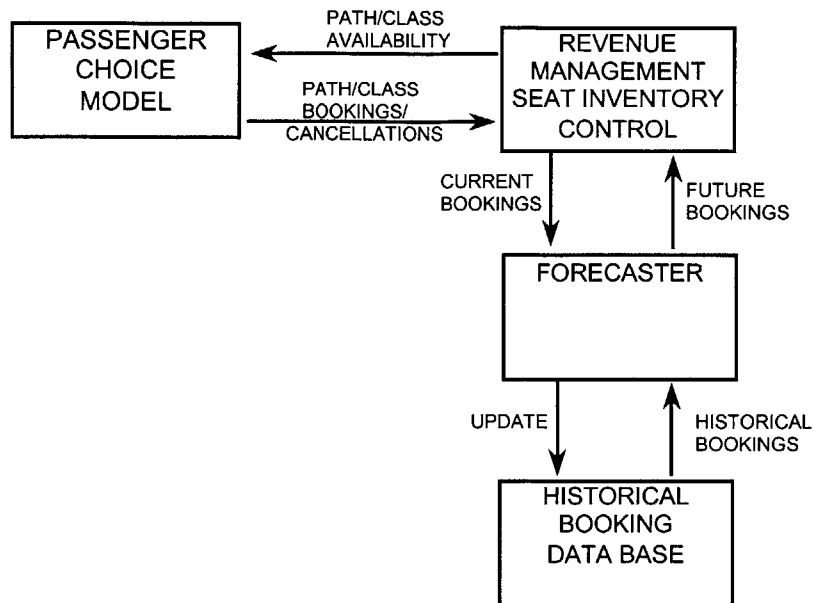 PASSENGER
CHOICE
MODEL
PATH/CLASS
AVAILABILITY
PATH/CLASS
BOOKINGS/
CANCELLATIONS
REVENUE
MANAGEMENT
SEAT INVENTORY
CONTROL
CURRENT
BOOKINGS
FUTURE
BOOKINGS
FORECASTER
UPDATE
HISTORICAL
BOOKINGS
HISTORICAL
BOOKING
DATA BASE